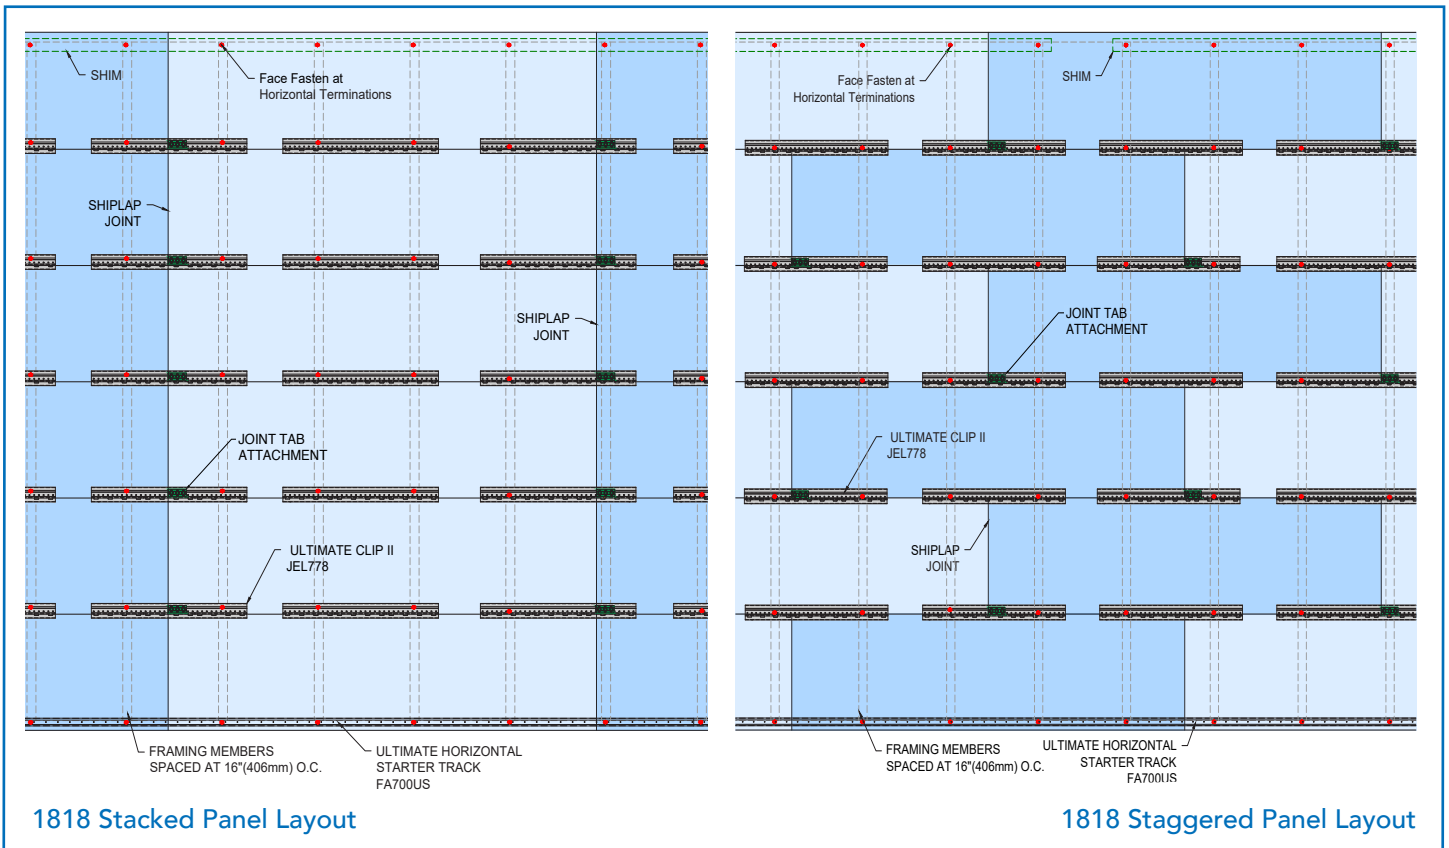 SHIM
Face Fasten at
Horizontal Terminations
SHIPLAP
JOINT
SHIPLAP
JOINT
JOINT TAB
ATTACHMENT
ULTIMATE CLIP II
JEL778
FRAMING MEMBERS
SPACED AT 16"(406mm) O.C.
ULTIMATE HORIZONTAL
STARTER TRACK
FA700US
1818 Stacked Panel Layout
Face Fasten at
Horizontal Terminations
SHIM
JOINT TAB
ATTACHMENT
ULTIMATE CLIP II
JEL778
SHIPLAP
JOINT
FRAMING MEMBERS
SPACED AT 16"(406mm) O.C.
ULTIMATE HORIZONTAL
STARTER TRACK
FA700US
1818 Staggered Panel Layout